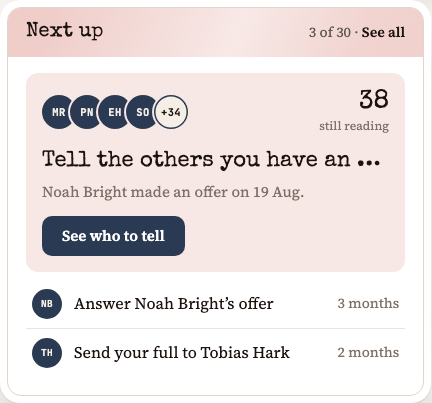 Next up
3 of 30 · See all
MR PN EH SO +34
38
still reading
Tell the others you have an ...
Noah Bright made an offer on 19 Aug.
See who to tell
NB Answer Noah Bright’s offer 3 months
TH Send your full to Tobias Hark 2 months